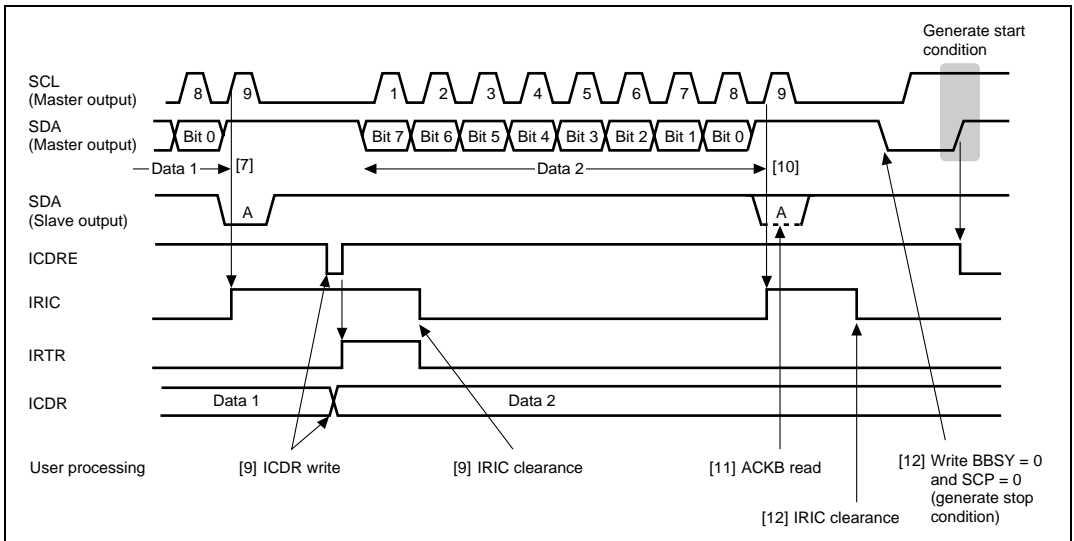 Generate start
condition
SCL
(Master output)
8 9 1 2 3 4 5 6 7 8 9
SDA
(Master output)
Bit 0 Bit 7 Bit 6 Bit 5 Bit 4 Bit 3 Bit 2 Bit 1 Bit 0
Data 1 [7] Data 2 [10]
SDA
(Slave output)
A A
ICDRE
IRIC
IRTR
ICDR Data 1 Data 2
User processing [9] ICDR write [9] IRIC clearance [11] ACKB read [12] Write BBSY = 0
and SCP = 0
(generate stop
condition)
[12] IRIC clearance